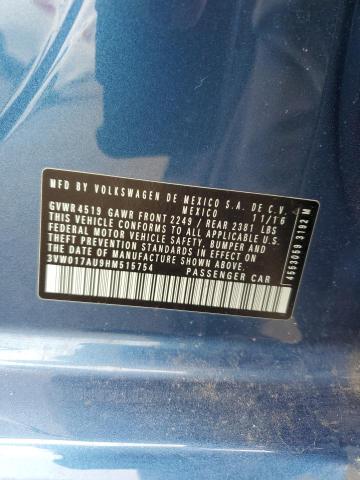 MFD BY VOLKSWAGEN DE MEXICO S.A. DE C.V.
MEXICO 11/16
GVWR 4519 GAWR FRONT 2249 / REAR 2381 LBS
THIS VEHICLE CONFORMS TO ALL APPLICABLE U.S.
FEDERAL MOTOR VEHICLE SAFETY, BUMPER AND
THEFT PREVENTION STANDARDS IN EFFECT ON THE
DATE OF MANUFACTURE SHOWN ABOVE.
3VW017AU9HM515754 PASSENGER CAR